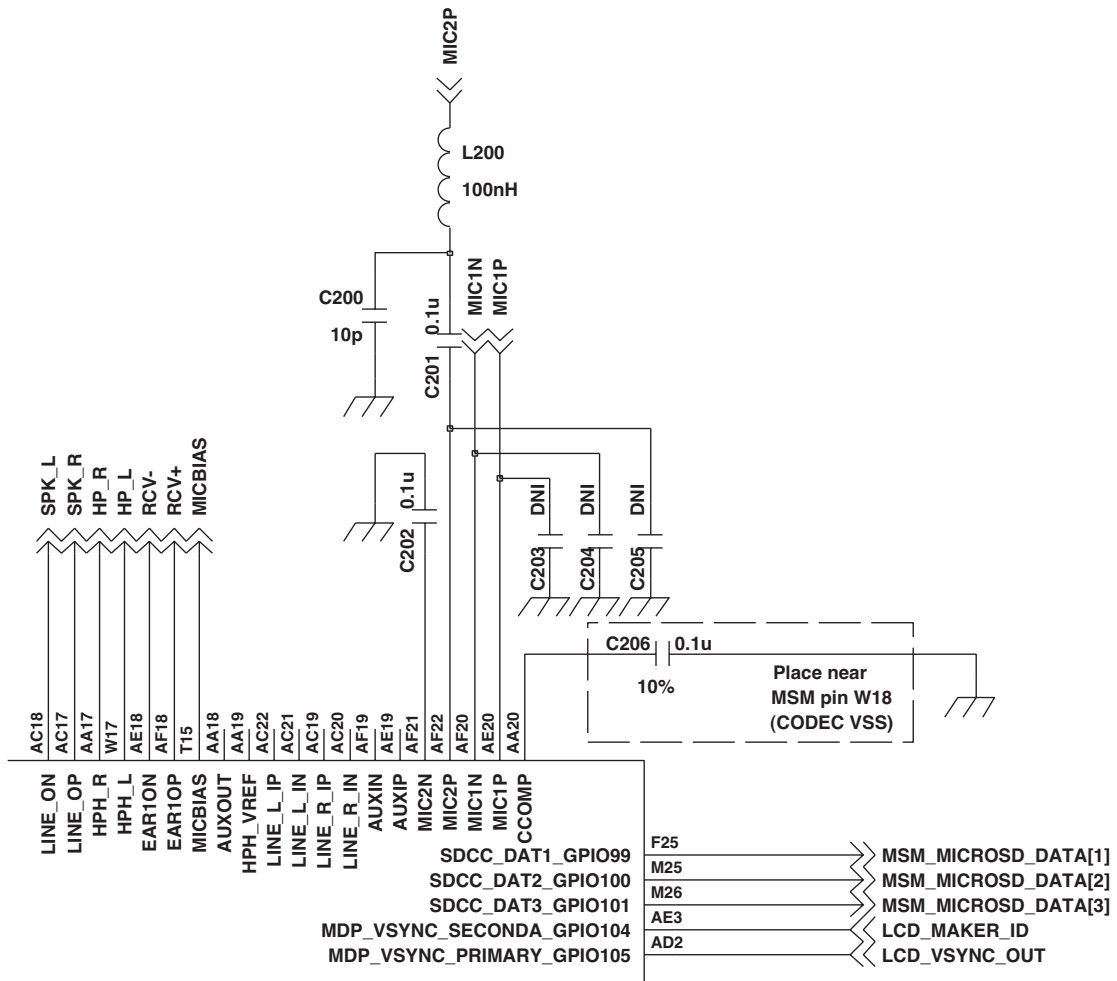 MIC2P
L200
100nH
C200
10p
0.1u
C201
MIC1N
MIC1P
SPK_L
SPK_R
HP_R
HP_L
RCV-
RCV+
MICBIAS
0.1u
C202
DNI
C203
DNI
C204
DNI
C205
C206
0.1u
10%
Place near
MSM pin W18
(CODEC VSS)
AC18
AC17
AA17
W17
AE18
AF18
T15
AA18
AA19
AC22
AC21
AC19
AC20
AF19
AE19
AF21
AF22
AF20
AE20
AA20
LINE_ON
LINE_OP
HPH_R
HPH_L
EAR1ON
EAR1OP
MICBIAS
AUXOUT
HPH_VREF
LINE_L_IP
LINE_L_IN
LINE_R_IP
LINE_R_IN
AUXIN
AUXIP
MIC2N
MIC2P
MIC1N
MIC1P
CCOMP
SDCC_DAT1_GPIO99 F25 MSM_MICROSD_DATA[1]
SDCC_DAT2_GPIO100 M25 MSM_MICROSD_DATA[2]
SDCC_DAT3_GPIO101 M26 MSM_MICROSD_DATA[3]
MDP_VSYNC_SECONDA_GPIO104 AE3 LCD_MAKER_ID
MDP_VSYNC_PRIMARY_GPIO105 AD2 LCD_VSYNC_OUT